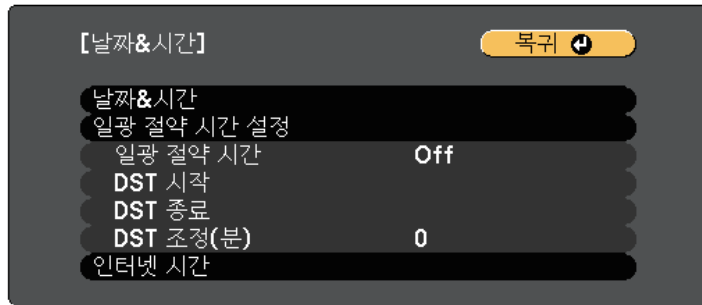 [날짜&시간]
복귀
날짜&시간
일광 절약 시간 설정
일광 절약 시간 Off
DST 시작
DST 종료
DST 조정(분) 0
인터넷 시간